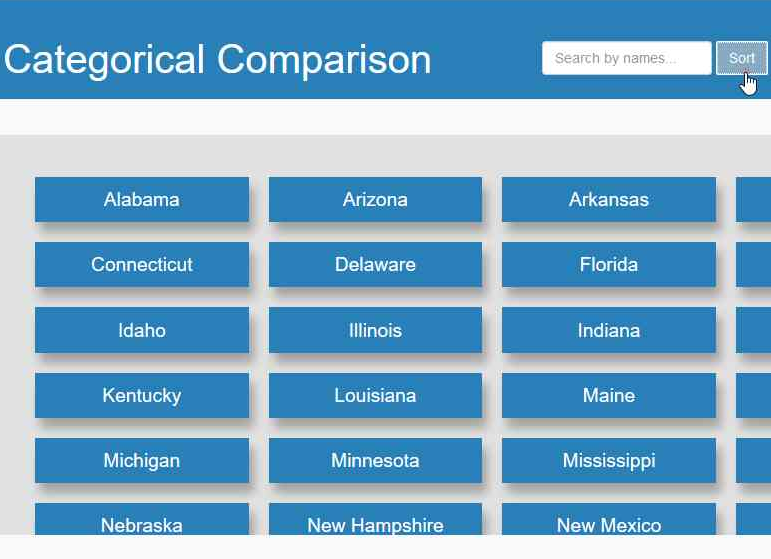 Categorical Comparison
Search by names... Sort
Alabama Arizona Arkansas
Connecticut Delaware Florida
Idaho Illinois Indiana
Kentucky Louisiana Maine
Michigan Minnesota Mississippi
Nebraska New Hampshire New Mexico